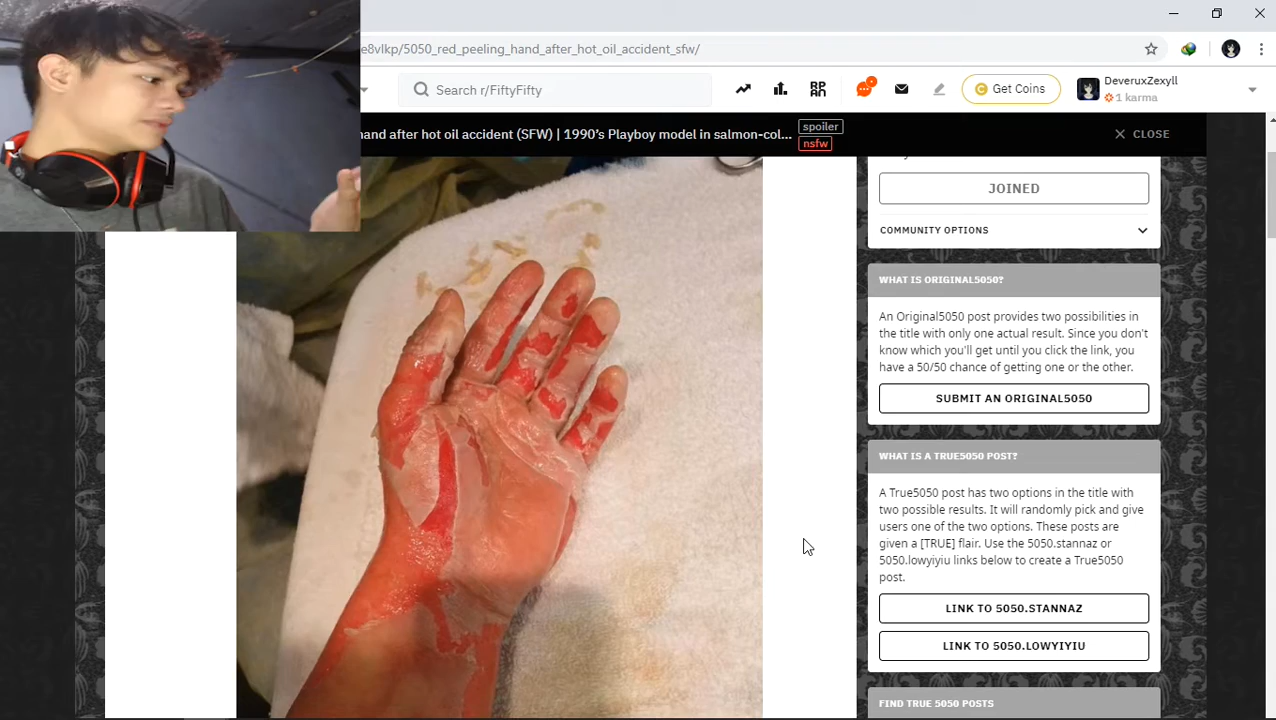 e8vlkp/5050_red_peeling_hand_after_hot_oil_accident_sfw/
Search r/FiftyFifty
Get Coins
DeveruxZexyll
1 karma
hand after hot oil accident (SFW) | 1990's Playboy model in salmon-col...
spoiler
nsfw
CLOSE
JOINED
COMMUNITY OPTIONS
WHAT IS ORIGINAL5050?
An Original5050 post provides two possibilities in
the title with only one actual result. Since you don't
know which you'll get until you click the link, you
have a 50/50 chance of getting one or the other.
SUBMIT AN ORIGINAL5050
WHAT IS A TRUE5050 POST?
A True5050 post has two options in the title with
two possible results. It will randomly pick and give
users one of the two options. These posts are
given a [TRUE] flair. Use the 5050.stannaz or
5050.lowyiyiu links below to create a True5050
post.
LINK TO 5050.STANNAZ
LINK TO 5050.LOWYIYIU
FIND TRUE 5050 POSTS